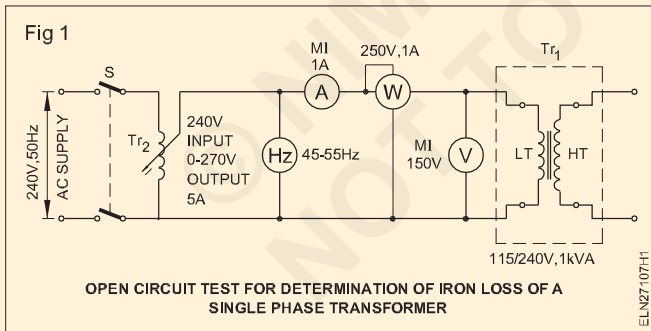 Fig 1
S
240V,50Hz
AC SUPPLY
Tr2
240V
INPUT
0-270V
OUTPUT
5A
Hz
45-55Hz
MI
1A
A
250V,1A
W
MI
150V
V
Tr1
LT
HT
115/240V,1kVA
OPEN CIRCUIT TEST FOR DETERMINATION OF IRON LOSS OF A
SINGLE PHASE TRANSFORMER
ELN27107H1
©
NOT TO